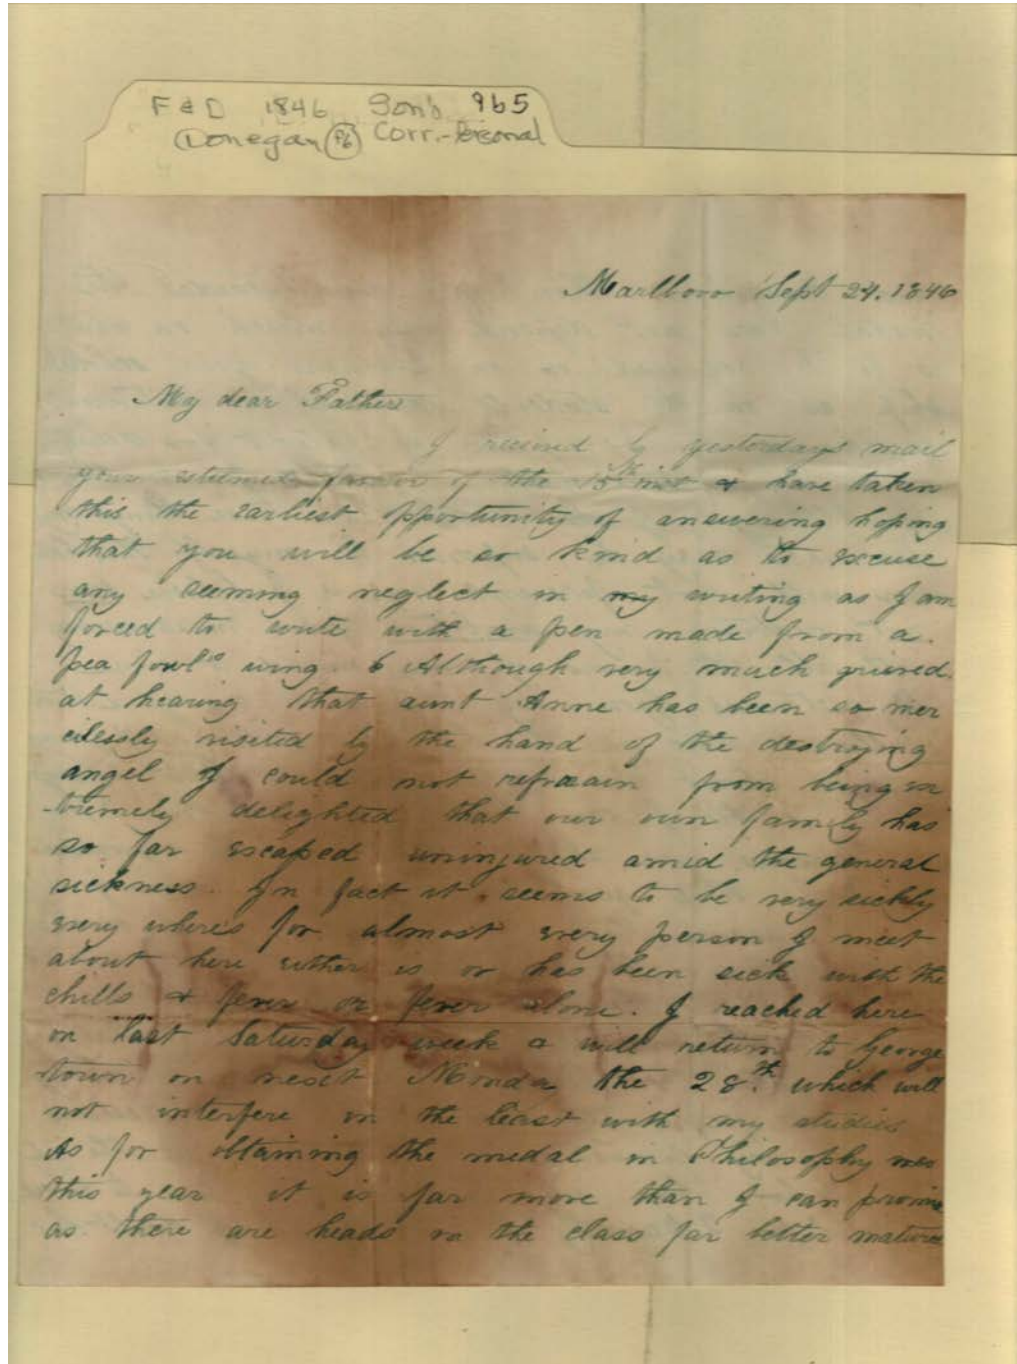 F & D 1846 Son's 965
Donegan P6 Corr.-Personal
Marlboro Sept 24. 1846
My dear Father
I recieved by yesterdays mail
your esteemed favour of the 15th inst & have taken
this the earliest opportunity of answering hoping
that you will be so kind as to excuse
any seeming neglect in my writing as I am
forced to write with a pen made from a
pea fowl's wing. Although very much grieved
at hearing that aunt Anne has been so mer
cilessly visited by the hand of the destroying
angel I could not refrain from being ex
-tremely delighted that our own family has
so far escaped uninjured amid the general
sickness. In fact it seems to be very sickly
every where for almost every person I meet
about here either is or has been sick with the
chills & fever or fever alone. I reached here
on last Saturday week & will return to George
town on next Monda the 28th. which will
not interfere in the least with my studies
As for obtaining the medal in Philosophy
this year it is far more than I can promise
as there are heads in the class far better matured